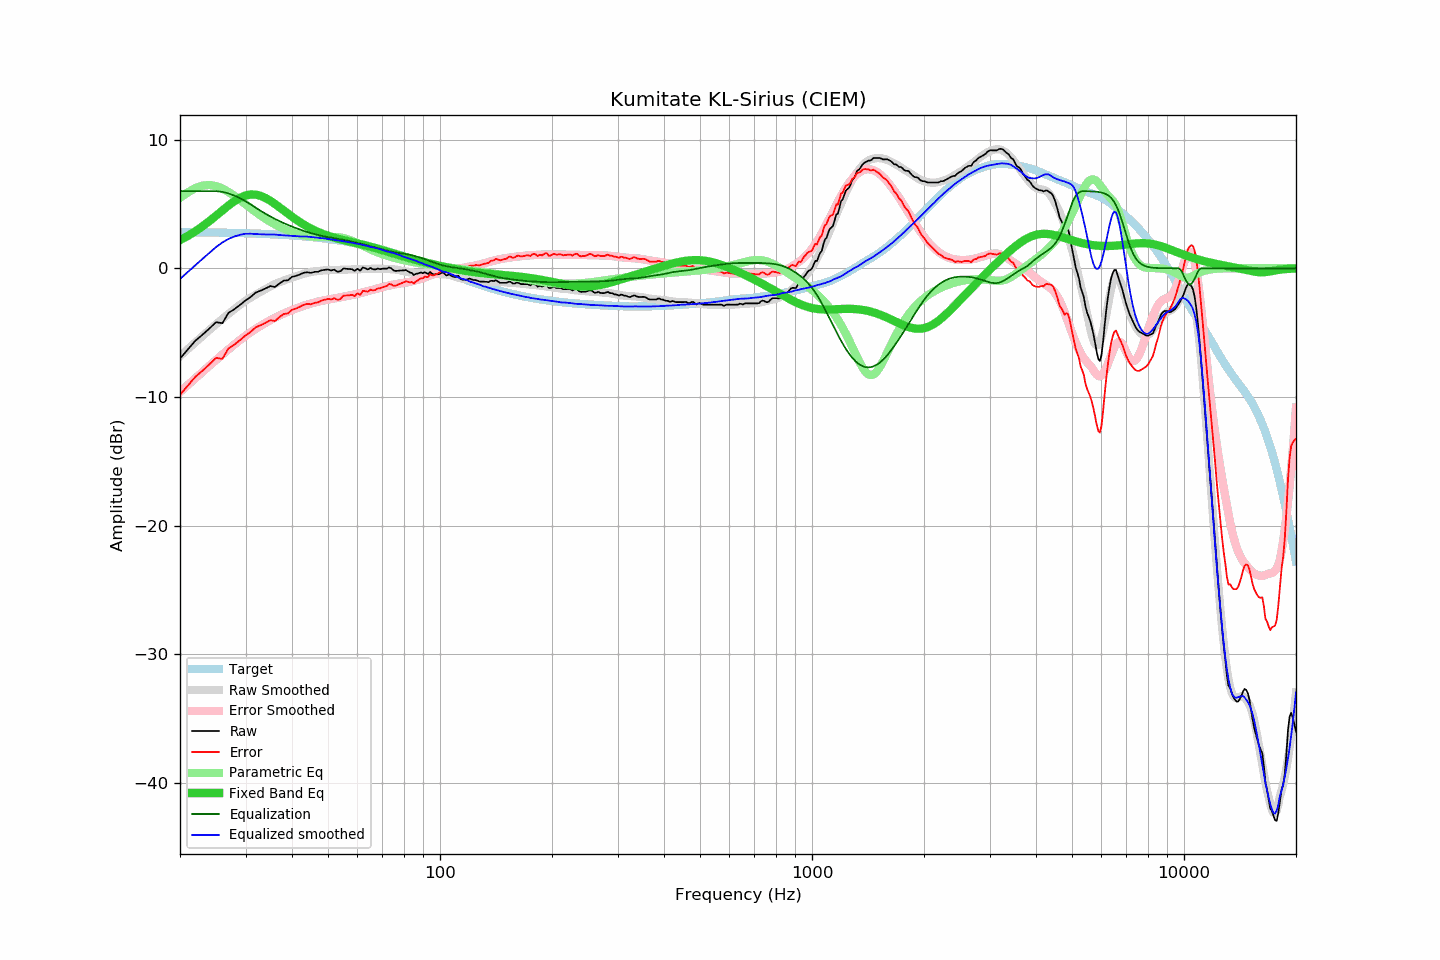 Kumitate KL-Sirius (CIEM)
10
0
−10
−20
−30
−40
Amplitude (dBr)
Target
Raw Smoothed
Error Smoothed
Raw
Error
Parametric Eq
Fixed Band Eq
Equalization
Equalized smoothed
100
1000
10000
Frequency (Hz)